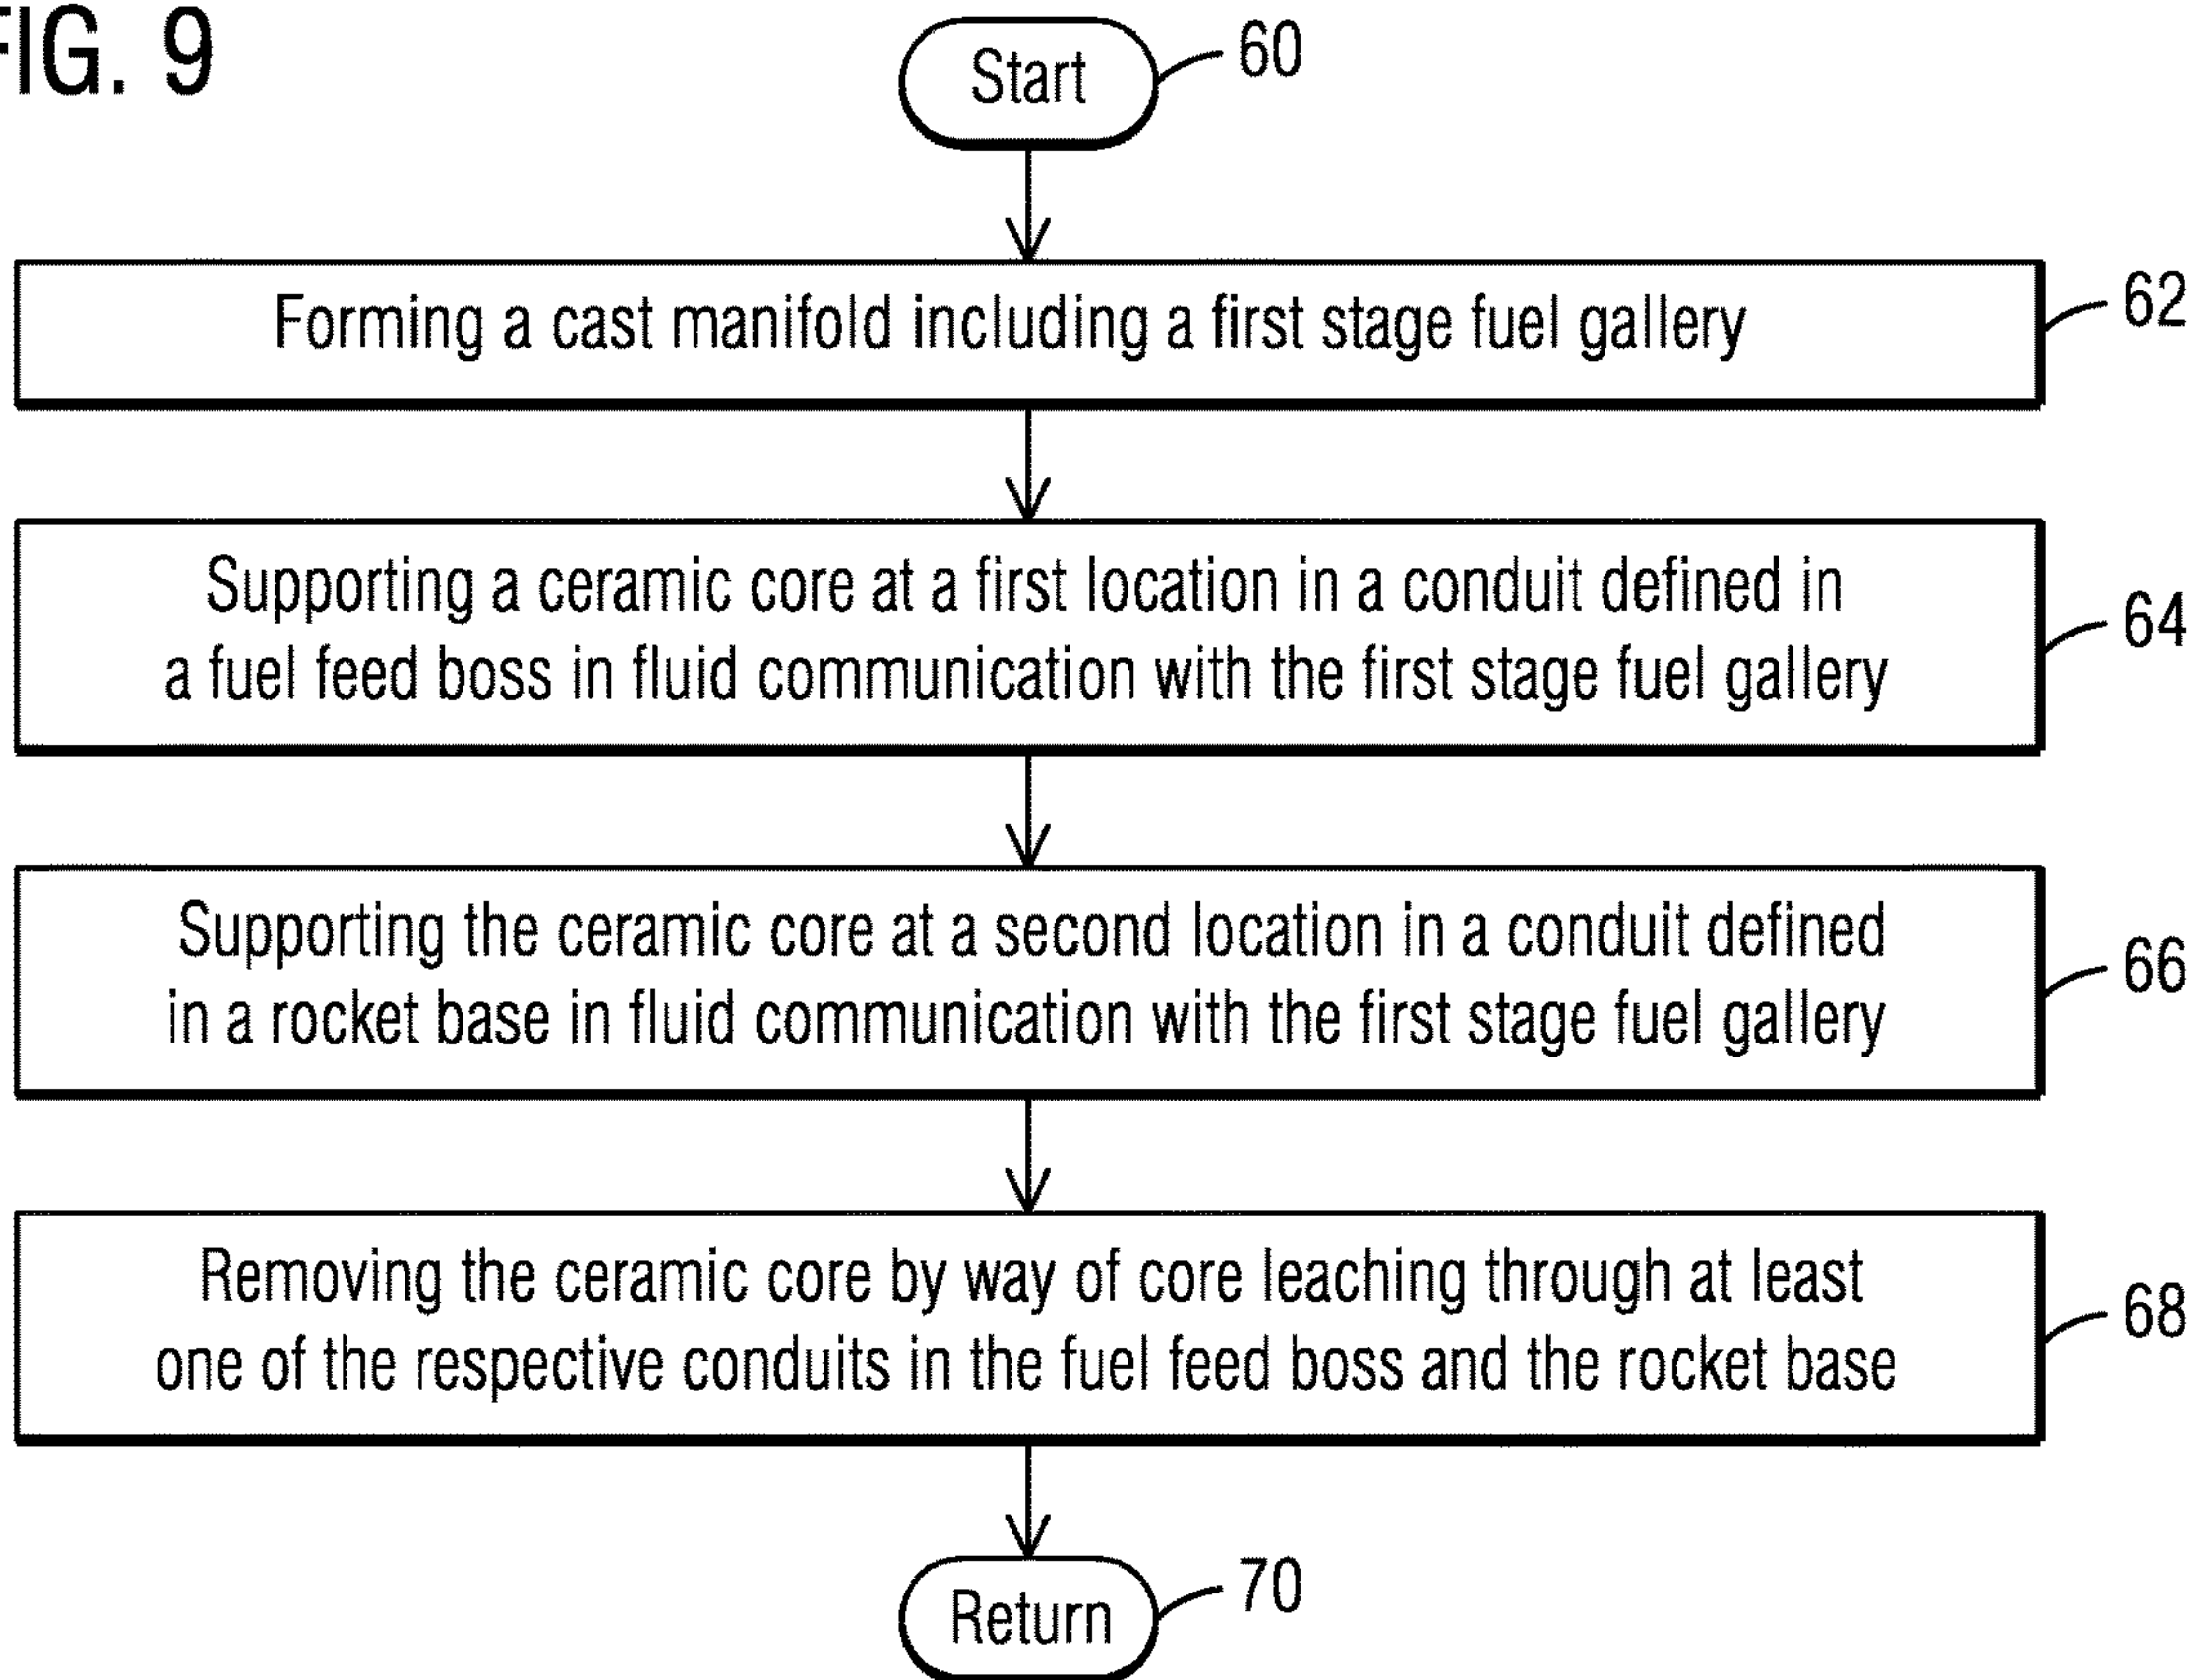 FIG. 9
Start
60
Forming a cast manifold including a first stage fuel gallery
62
Supporting a ceramic core at a first location in a conduit defined in
a fuel feed boss in fluid communication with the first stage fuel gallery
64
Supporting the ceramic core at a second location in a conduit defined
in a rocket base in fluid communication with the first stage fuel gallery
66
Removing the ceramic core by way of core leaching through at least
one of the respective conduits in the fuel feed boss and the rocket base
68
Return
70